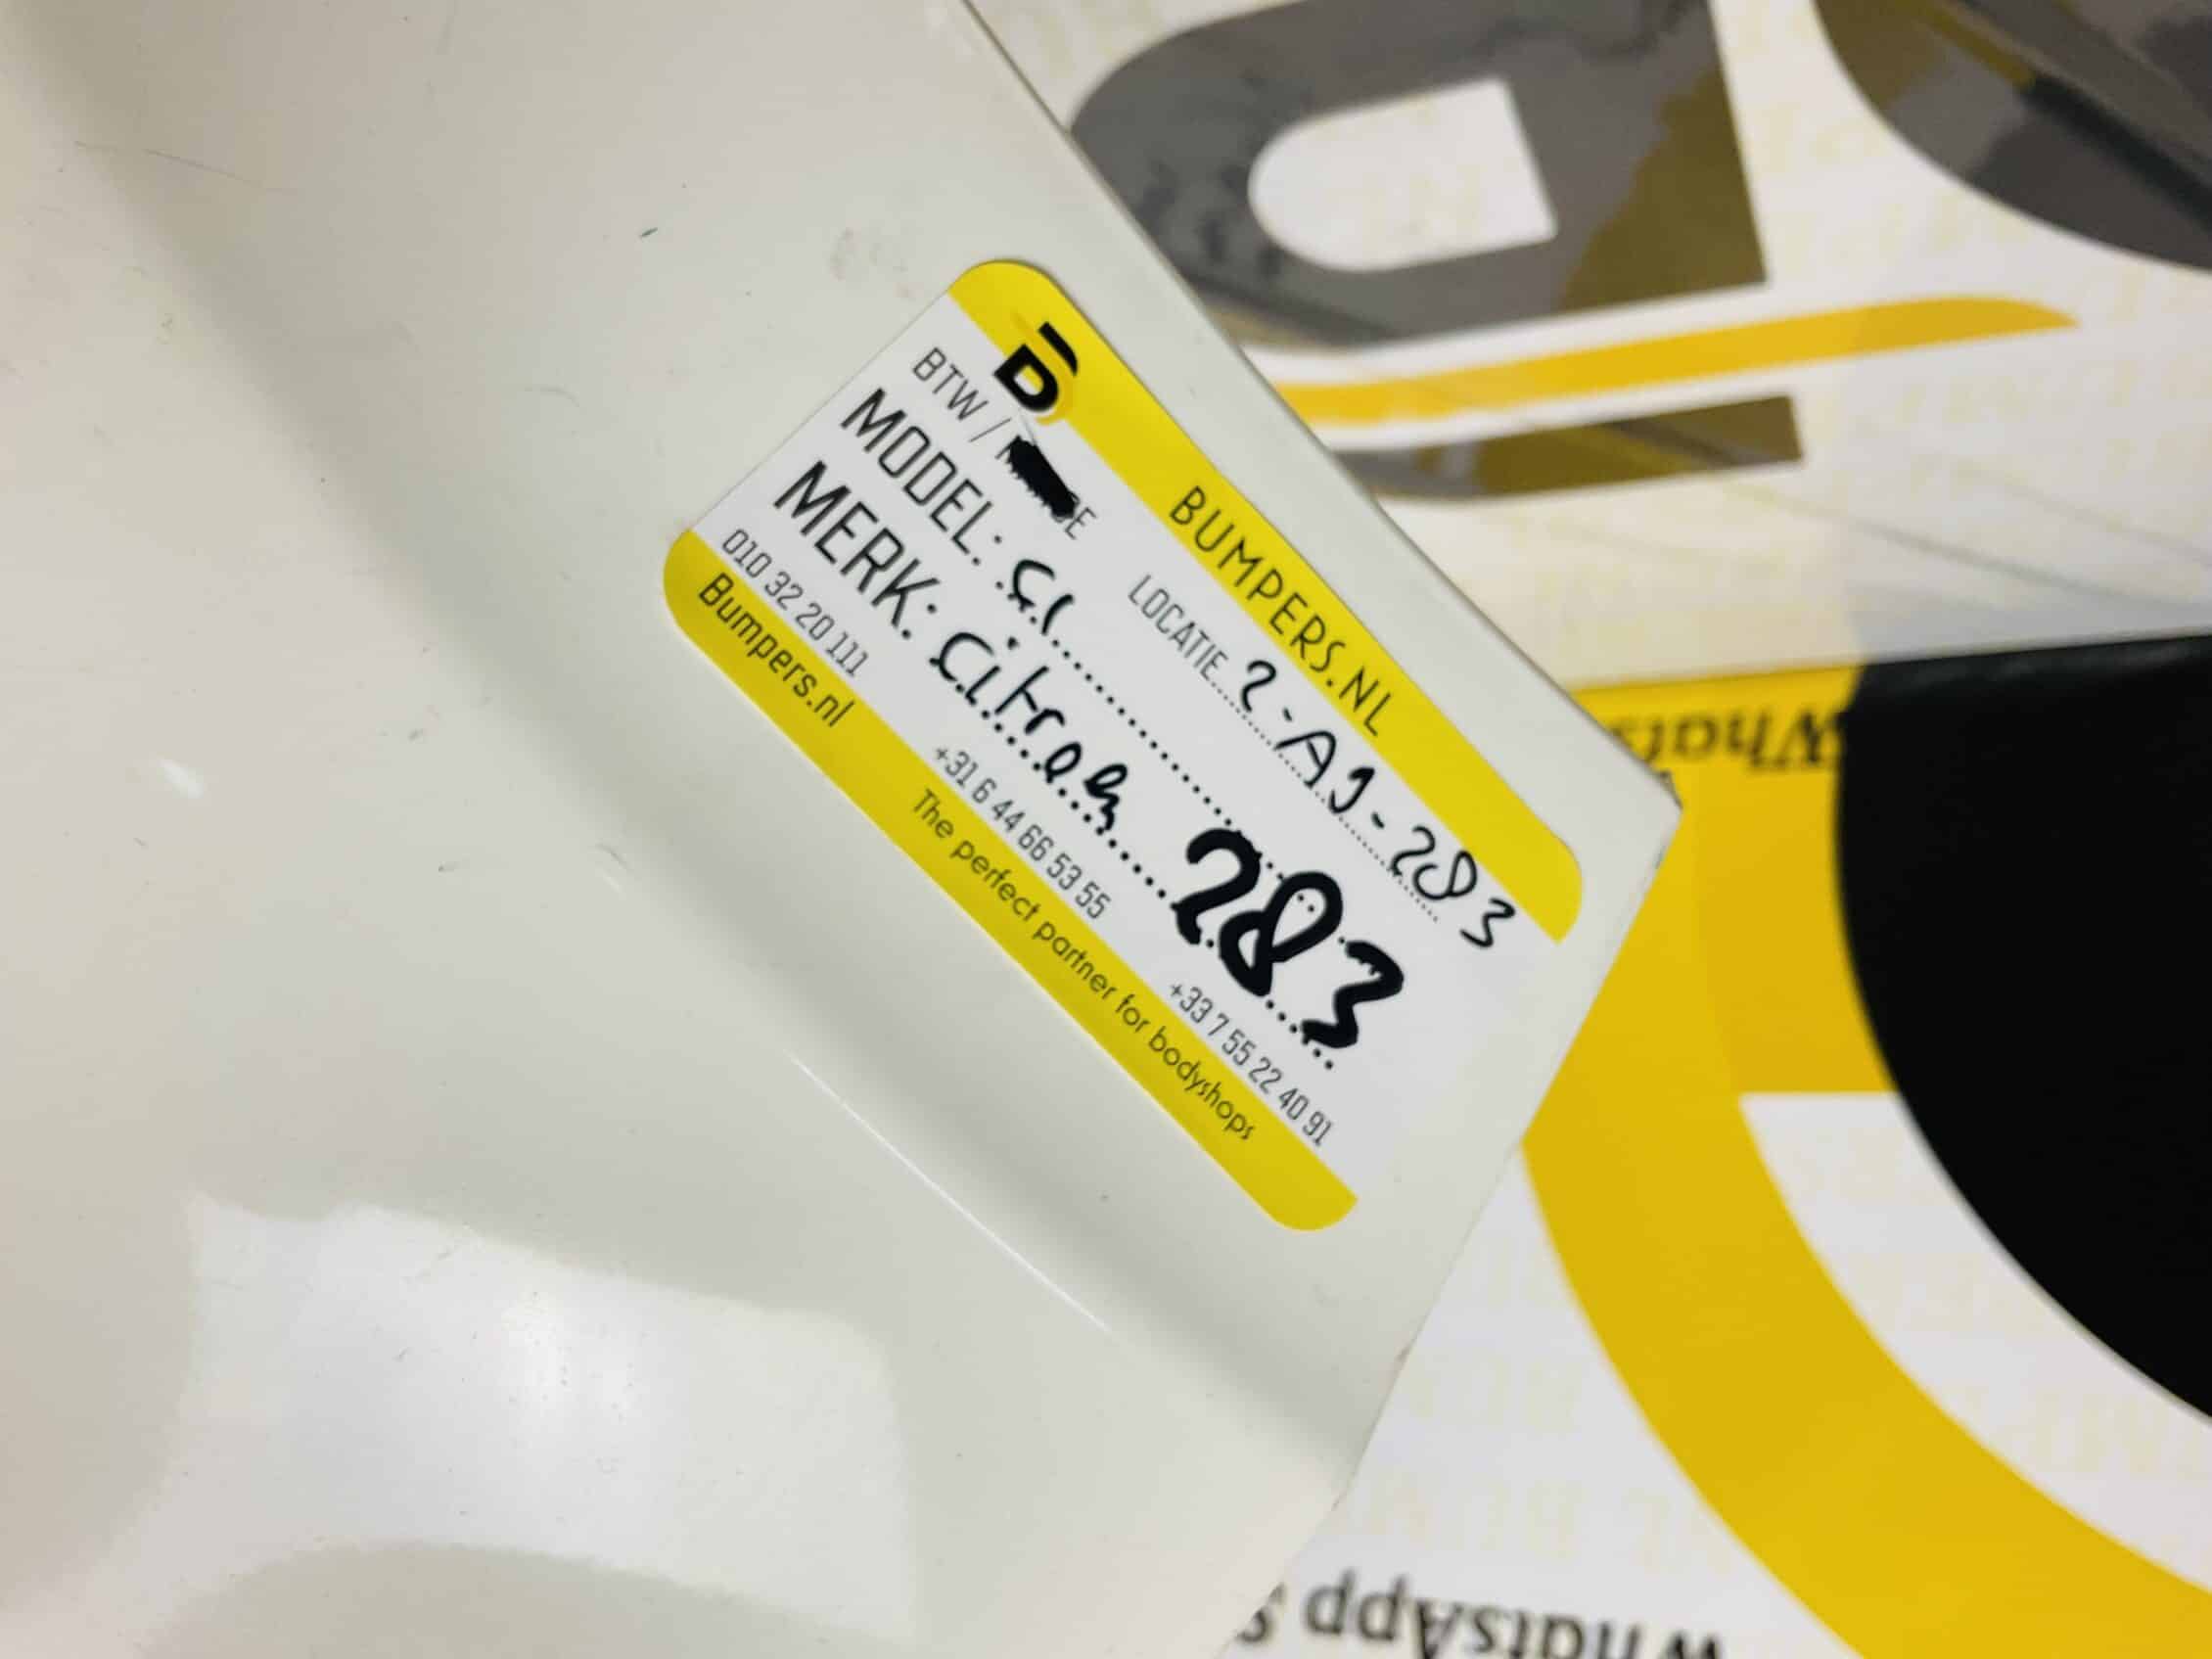 BUMPERS.NL
LOCATIE 2-A1-283
BTW /
MODEL: C1
MERK: Citroen 283
010 32 20 111 +31 6 44 66 53 55 +33 7 55 22 40 91
Bumpers.nl The perfect partner for bodyshops
Whats
WhatsApp